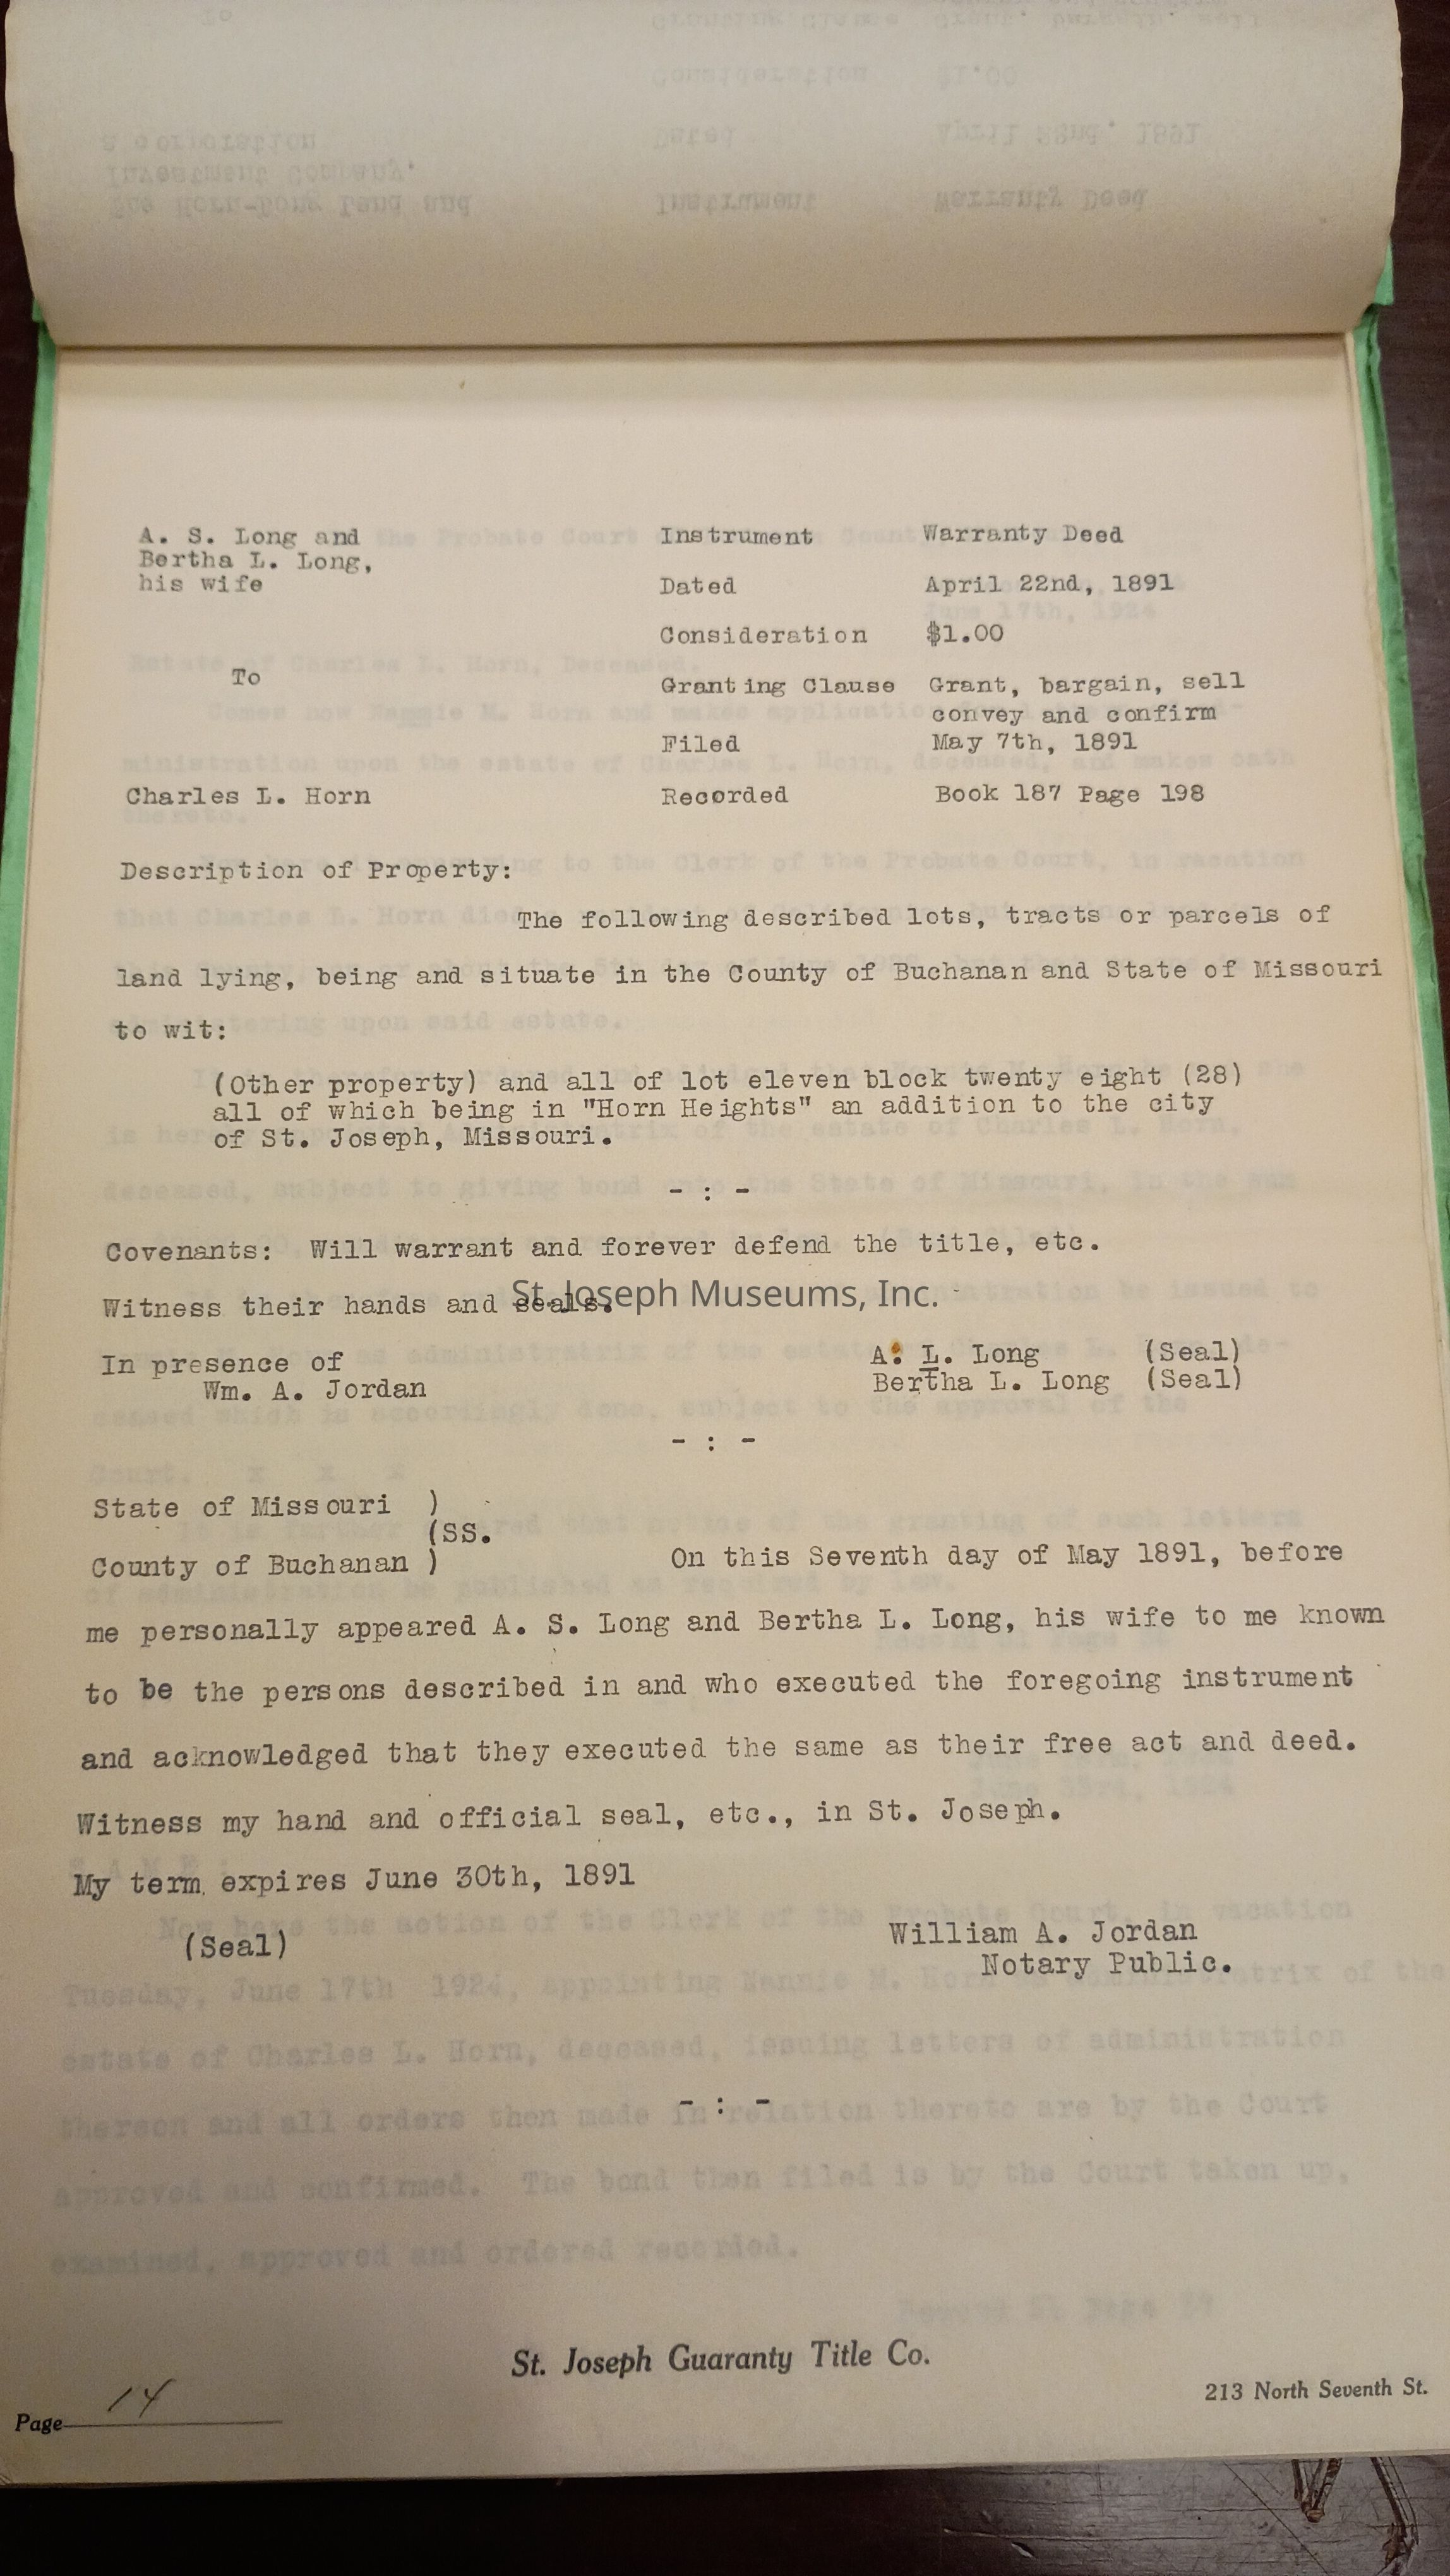 A. S. Long and
Bertha L. Long,
his wife
To
Charles L. Horn
Instrument Warranty Deed
Dated April 22nd, 1891
Consideration $1.00
Granting Clause Grant, bargain, sell
convey and confirm
Filed May 7th, 1891
Recorded Book 187 Page 198
Description of Property:
The following described lots, tracts or parcels of
land lying, being and situate in the County of Buchanan and State of Missouri
to wit:
(Other property) and all of lot eleven block twenty eight (28)
all of which being in "Horn Heights" an addition to the city
of St. Joseph, Missouri.
- : -
Covenants: Will warrant and forever defend the title, etc.
Witness their hands and seals.
St. Joseph Museums, Inc.
In presence of
Wm. A. Jordan
A. L. Long (Seal)
Bertha L. Long (Seal)
- : -
State of Missouri )
(SS.
County of Buchanan ) On this Seventh day of May 1891, before
me personally appeared A. S. Long and Bertha L. Long, his wife to me known
to be the persons described in and who executed the foregoing instrument
and acknowledged that they executed the same as their free act and deed.
Witness my hand and official seal, etc., in St. Joseph.
My term expires June 30th, 1891
(Seal)
William A. Jordan
Notary Public.
- : -
St. Joseph Guaranty Title Co.
213 North Seventh St.
Page 14